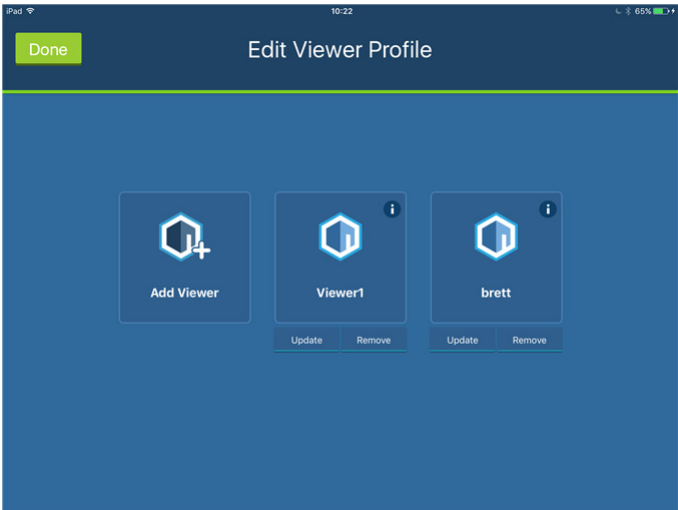 iPad 10:22 65%
Done Edit Viewer Profile
Add Viewer Viewer1 brett
Update Remove Update Remove